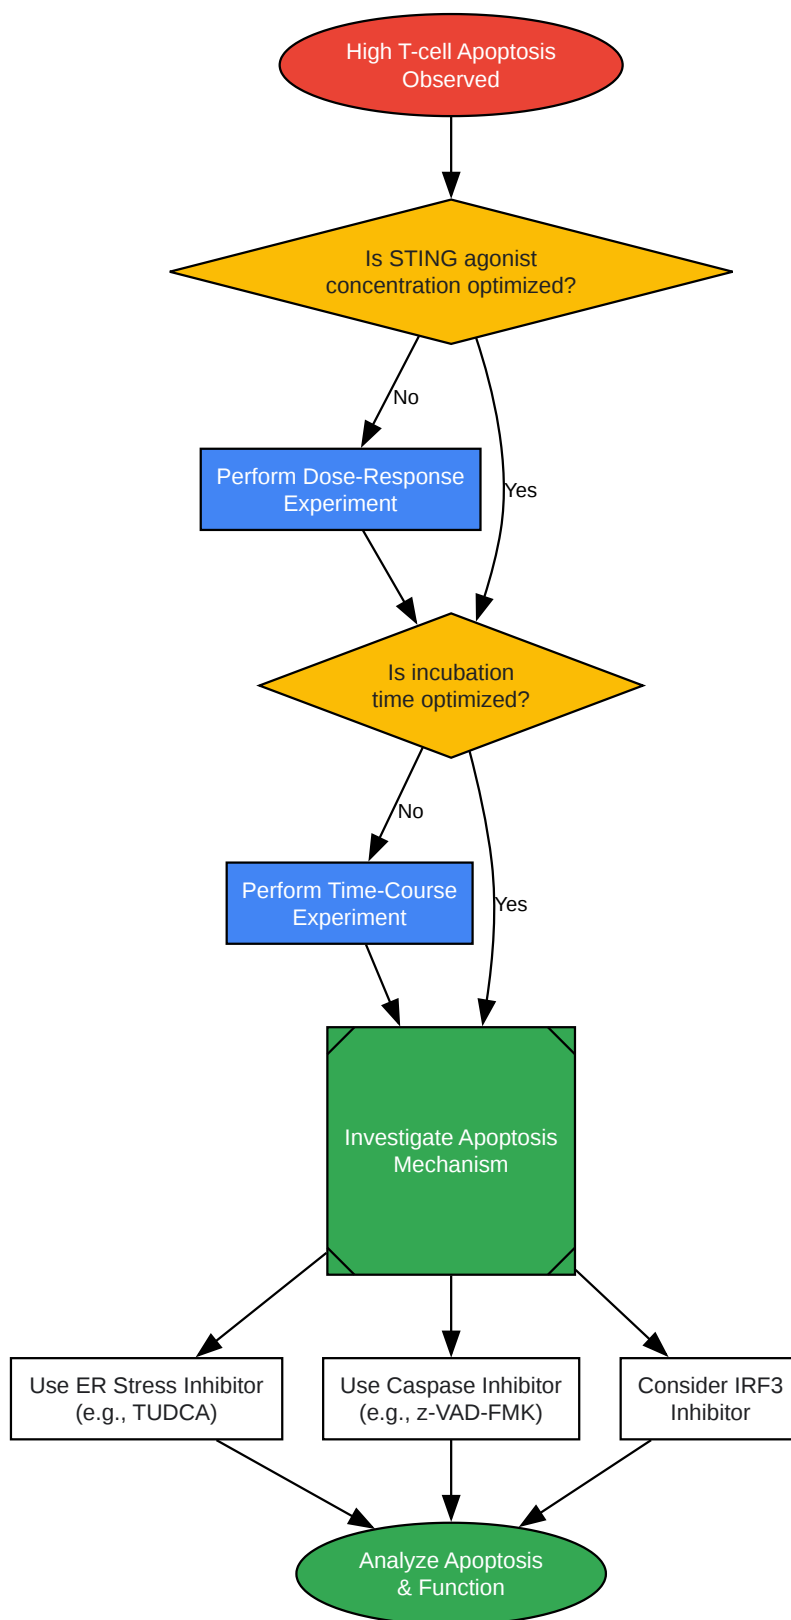 High T-cell Apoptosis
Observed
Is STING agonist
concentration optimized?
No
Yes
Perform Dose-Response
Experiment
Is incubation
time optimized?
No
Yes
Perform Time-Course
Experiment
Investigate Apoptosis
Mechanism
Use ER Stress Inhibitor
(e.g., TUDCA)
Use Caspase Inhibitor
(e.g., z-VAD-FMK)
Consider IRF3
Inhibitor
Analyze Apoptosis
& Function